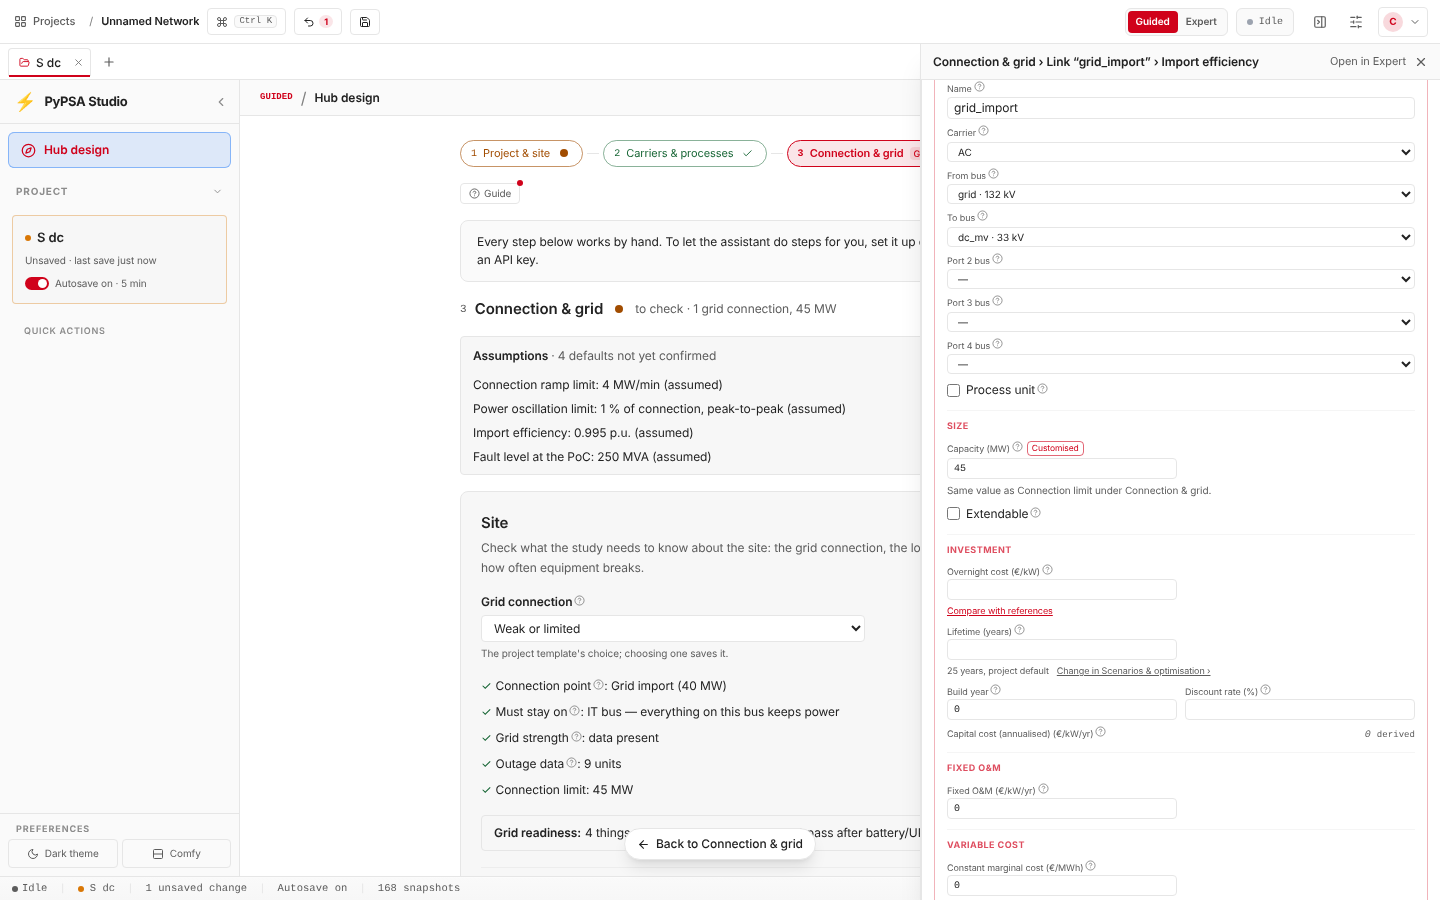 Projects / Unnamed Network
Ctrl K
1
Guided Expert
Idle
C
S dc
Connection & grid › Link “grid_import” › Import efficiency
Open in Expert
PyPSA Studio
GUIDED / Hub design
Hub design
PROJECT
S dc
Unsaved · last save just now
Autosave on · 5 min
QUICK ACTIONS
PREFERENCES
Dark theme
Comfy
1 Project & site
2 Carriers & processes
3 Connection & grid
Guide
Every step below works by hand. To let the assistant do steps for you, set it up
an API key.
3 Connection & grid
to check · 1 grid connection, 45 MW
Assumptions · 4 defaults not yet confirmed
Connection ramp limit: 4 MW/min (assumed)
Power oscillation limit: 1 % of connection, peak-to-peak (assumed)
Import efficiency: 0.995 p.u. (assumed)
Fault level at the PoC: 250 MVA (assumed)
Site
Check what the study needs to know about the site: the grid connection, the
how often equipment breaks.
Grid connection
Weak or limited
The project template's choice; choosing one saves it.
Connection point: Grid import (40 MW)
Must stay on: IT bus — everything on this bus keeps power
Grid strength: data present
Outage data: 9 units
Connection limit: 45 MW
Grid readiness: 4 things
after battery/
Back to Connection & grid
Name
grid_import
Carrier
AC
From bus
grid · 132 kV
To bus
dc_mv · 33 kV
Port 2 bus
—
Port 3 bus
—
Port 4 bus
—
Process unit
SIZE
Capacity (MW) Customised
45
Same value as Connection limit under Connection & grid.
Extendable
INVESTMENT
Overnight cost (€/kW)
Compare with references
Lifetime (years)
25 years, project default Change in Scenarios & optimisation ›
Build year
0
Discount rate (%)
Capital cost (annualised) (€/kW/yr)
0 derived
FIXED O&M
Fixed O&M (€/kW/yr)
0
VARIABLE COST
Constant marginal cost (€/MWh)
0
Idle
S dc
1 unsaved change
Autosave on
168 snapshots